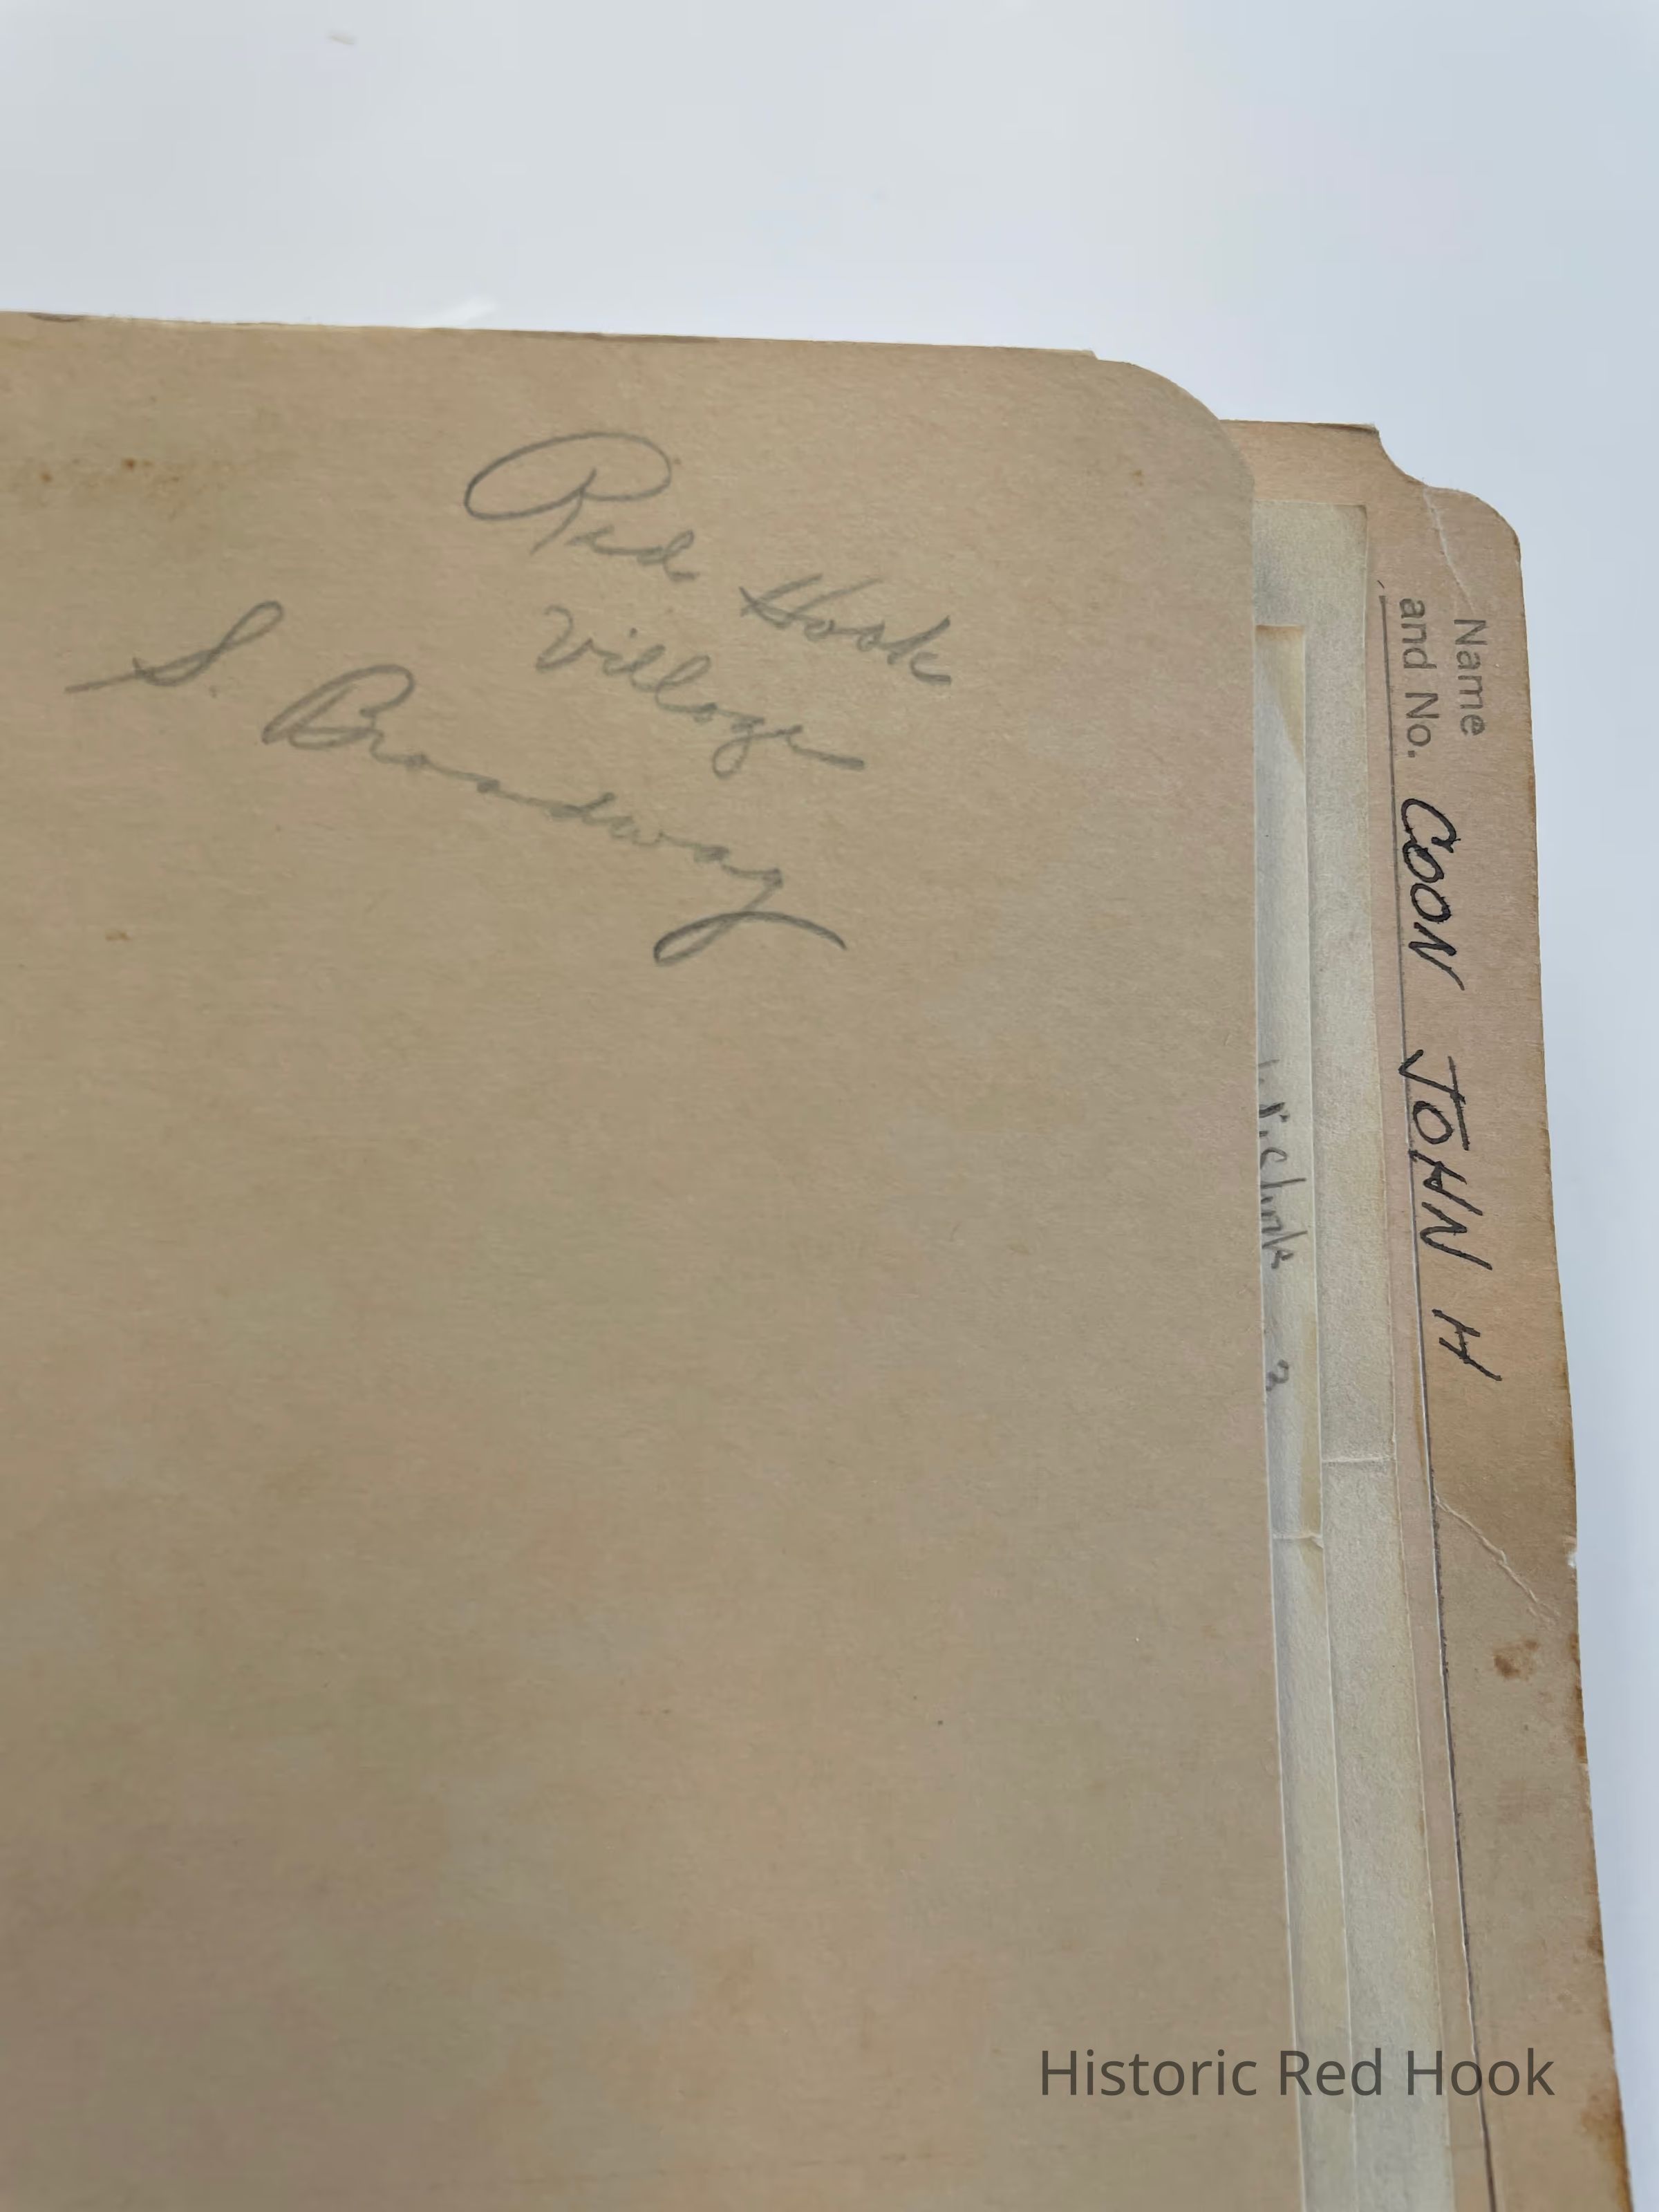 Red Hook
Village
S. Broadway
Name
and No. COON JOHN H
Historic Red Hook